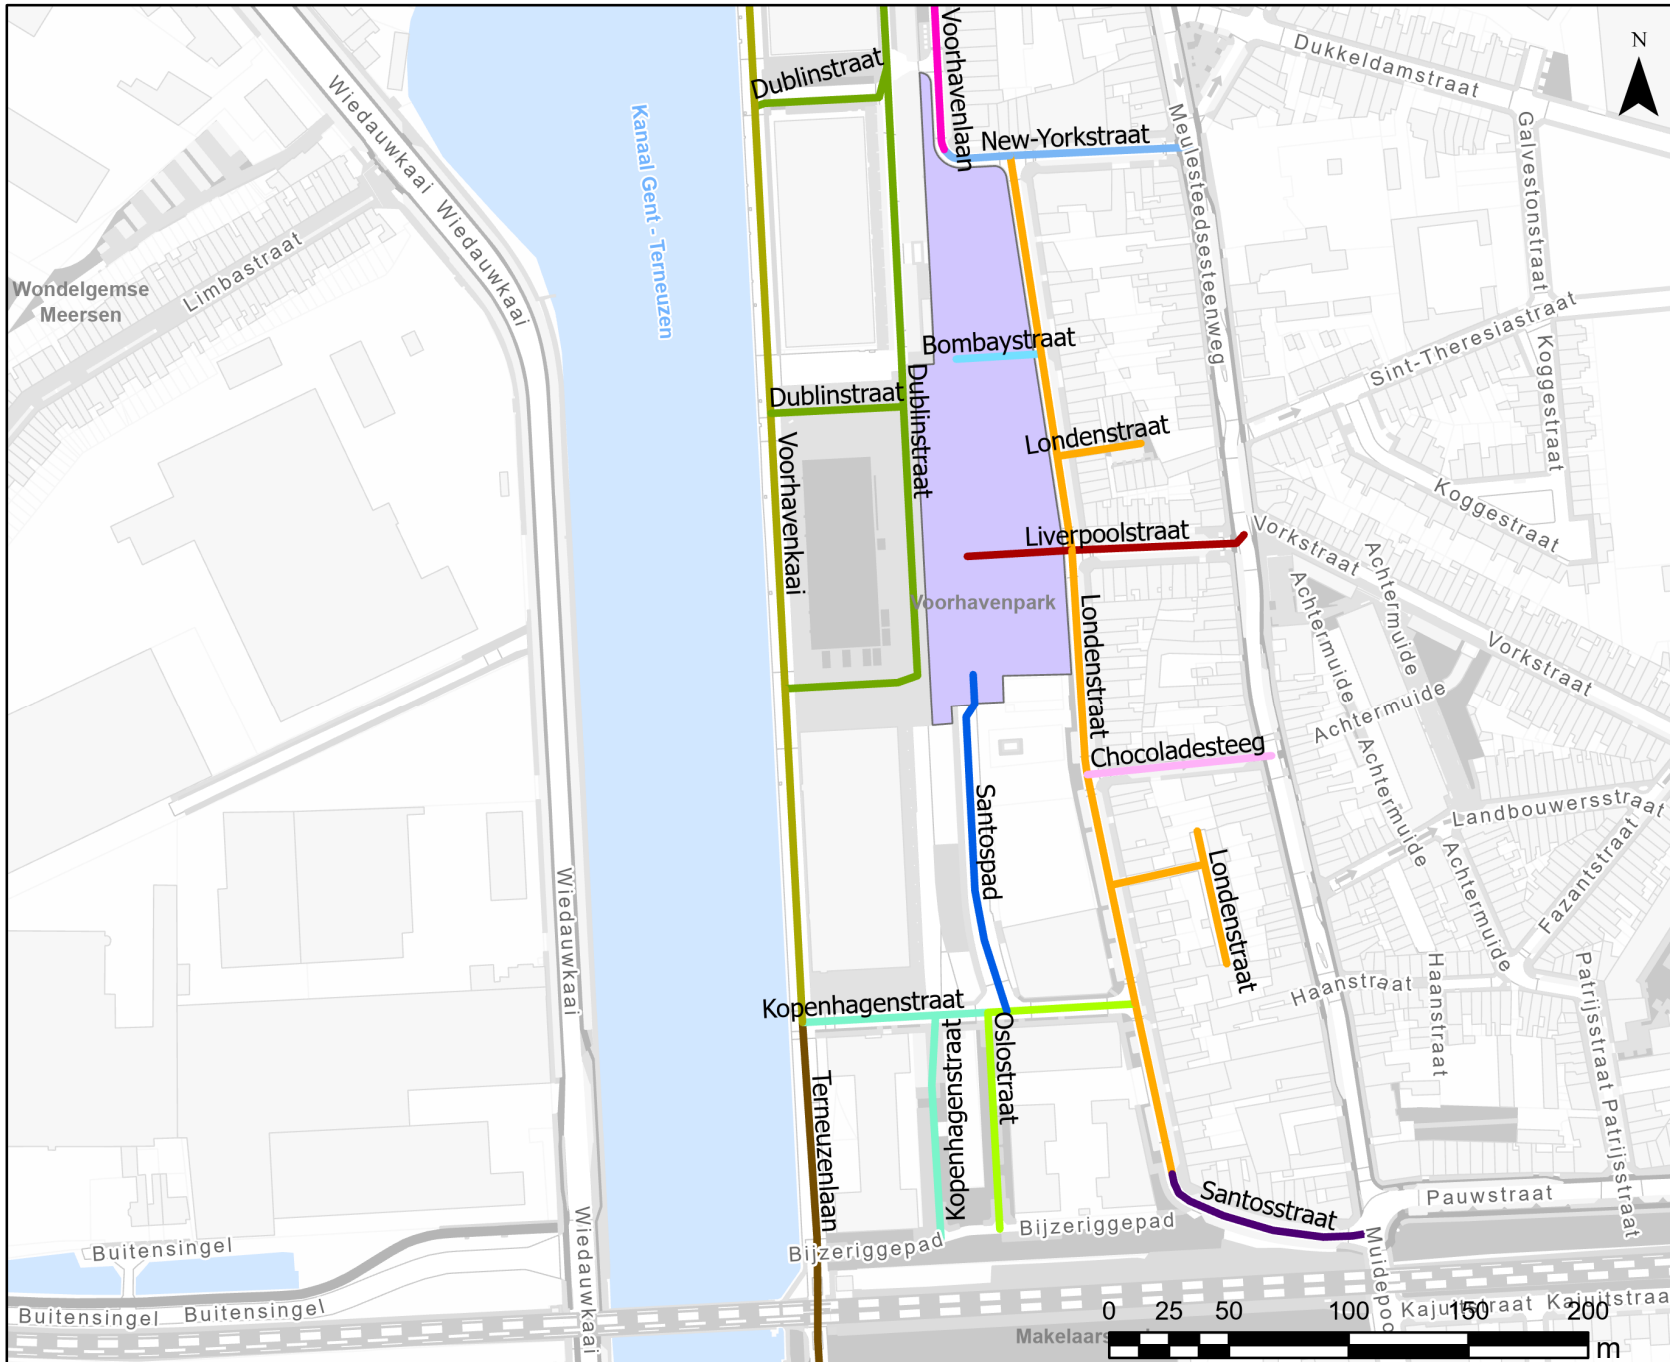 Voorhavenlaan
Dublinstraat
Dukkeldamstraat
N
Wiedauwkaai
Wiedauwkaai
Kanaal Gent - Terneuzen
New-Yorkstraat
Meulesteedsesteenweg
Galvestonstraat
Limbastraat
Wondelgemse
Meersen
Bombaystraat
Sint-Theresiastraat
Koggestraat
Dublinstraat
Dublinstraat
Londenstraat
Voorhavenkaai
Koggestraat
Liverpoolstraat
Vorkstraat
Achtermuide
Achtermuide
Voorhavenpark
Londenstraat
Vorkstraat
Achtermuide
Chocoladesteeg
Achtermuide
Santospad
Landbouwersstraat
Londenstraat
Achtermuide
Fazantstraat
Wiedauwkaai
Haanstraat
Haanstraat
Patrijsstraat
Kopenhagenstraat
Oslostraat
Kopenhagenstraat
Terneuzenlaan
Patrijsstraat
Santosstraat
Pauwstraat
Bijzeriggepad
Bijzeriggepad
Buitensingel
Wiedauwkaai
Muidepoo
Buitensingel
Buitensingel
Kajuitstraat
Kajuitstraa
0 25 50 100 150 200
m